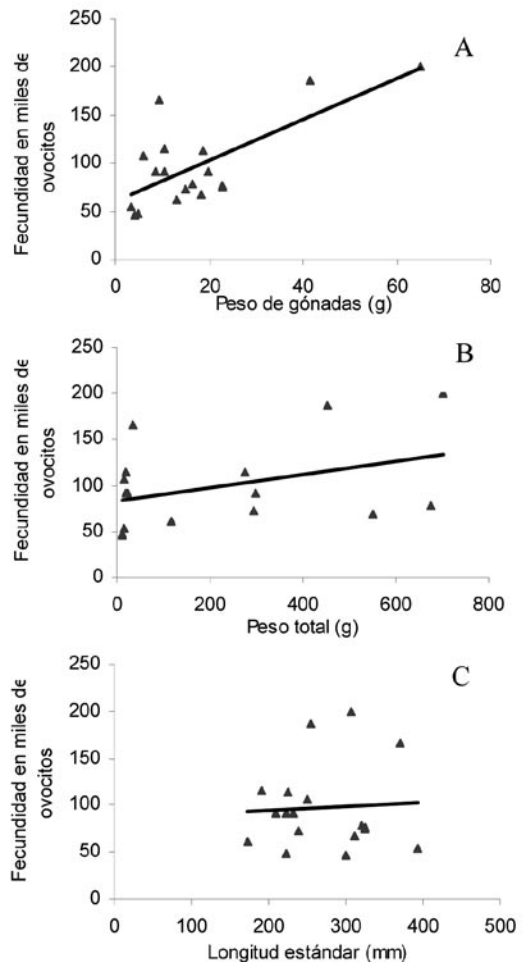 A
Fecundidad en miles de
ovocitos
250
200
150
100
50
0
0 20 40 60 80
Peso de gónadas (g)
B
Fecundidad en miles de
ovocitos
250
200
150
100
50
0
0 200 400 600 800
Peso total (g)
C
Fecundidad en miles de
ovocitos
250
200
150
100
50
0
0 100 200 300 400 500
Longitud estándar (mm)